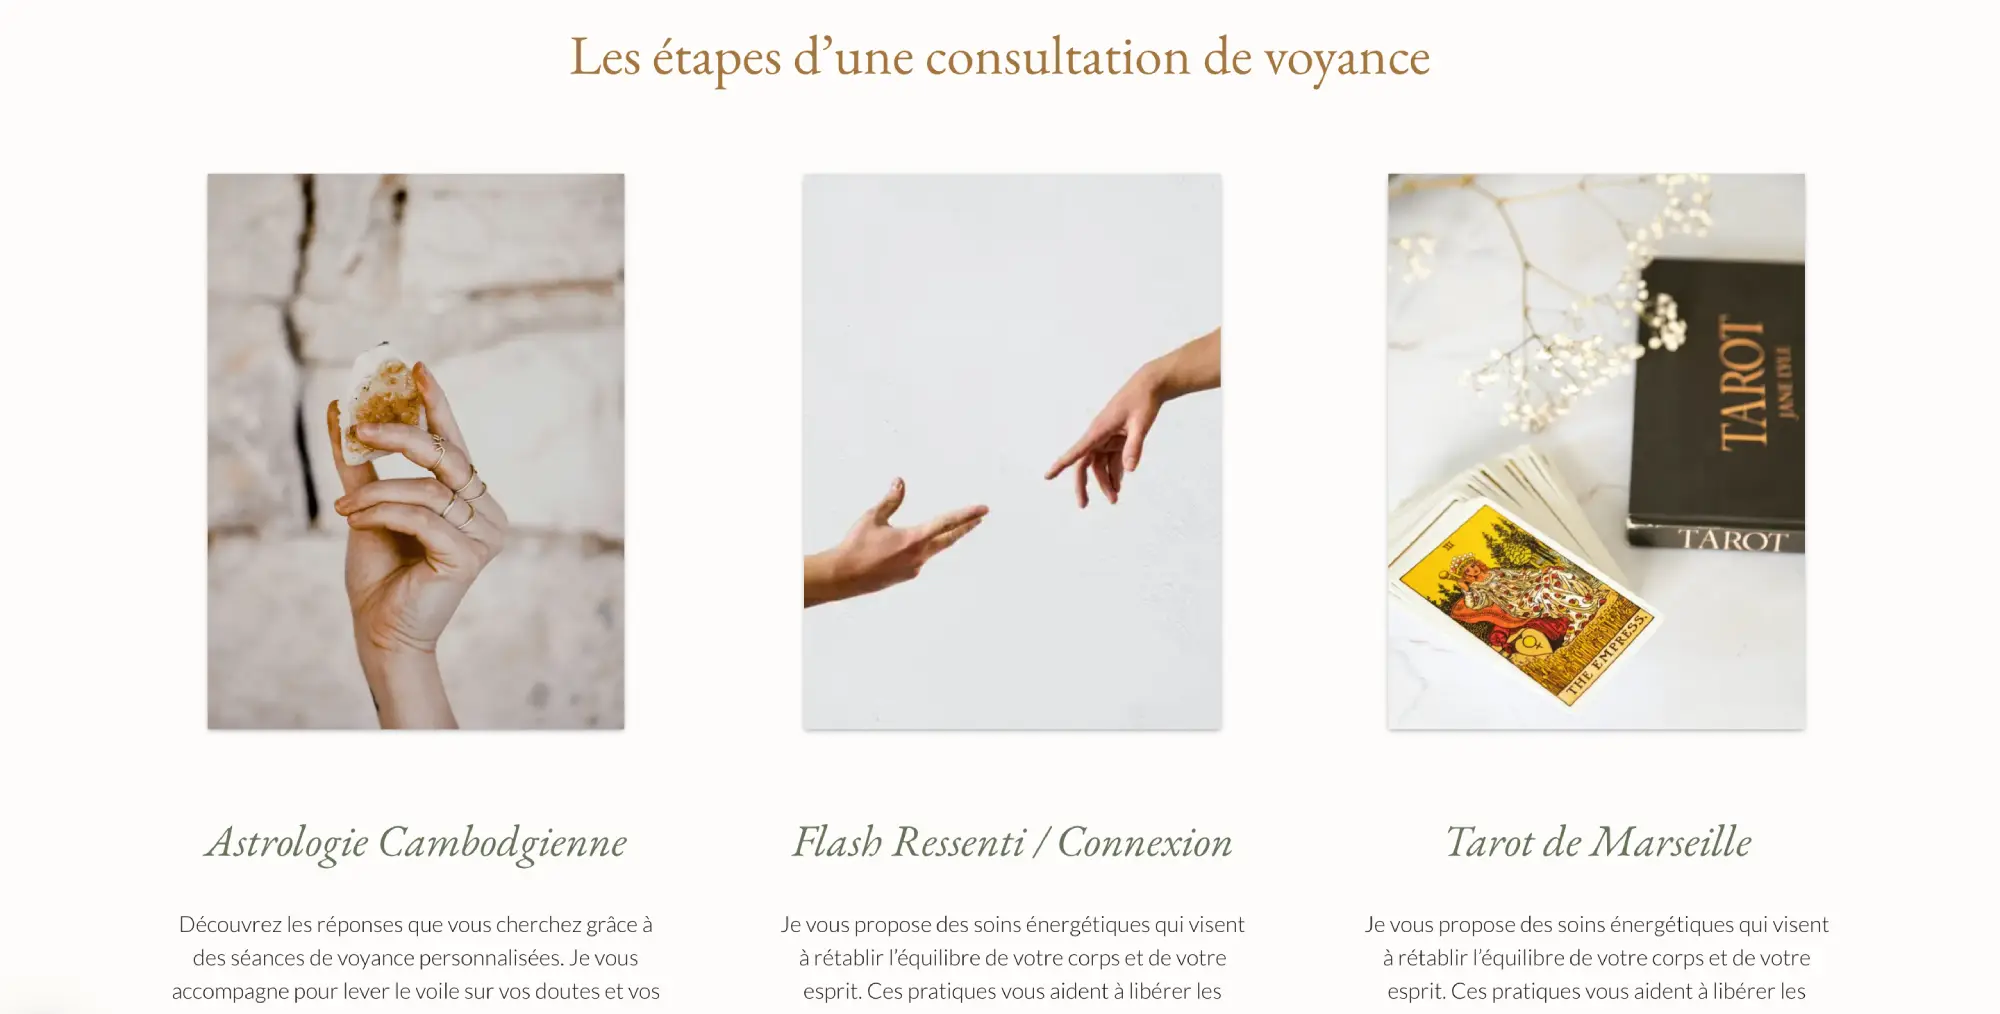 Les étapes d’une consultation de voyance
TAROT
JANE LYLE
TAROT
III
THE EMPRESS.
Astrologie Cambodgienne
Découvrez les réponses que vous cherchez grâce à
des séances de voyance personnalisées. Je vous
accompagne pour lever le voile sur vos doutes et vos
Flash Ressenti / Connexion
Je vous propose des soins énergétiques qui visent
à rétablir l’équilibre de votre corps et de votre
esprit. Ces pratiques vous aident à libérer les
Tarot de Marseille
Je vous propose des soins énergétiques qui visent
à rétablir l’équilibre de votre corps et de votre
esprit. Ces pratiques vous aident à libérer les